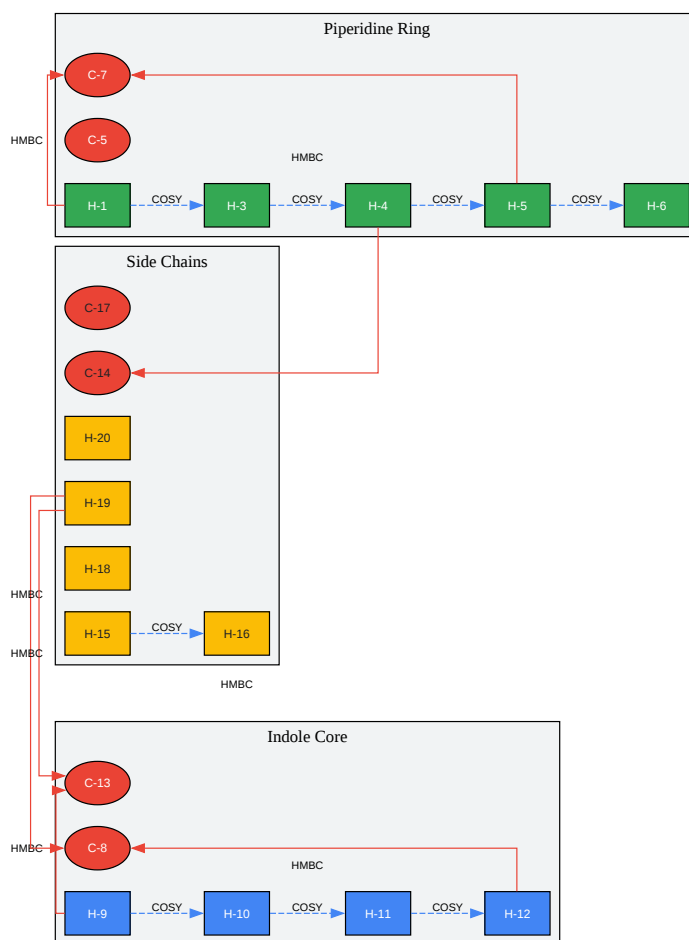 Piperidine Ring
C-7
HMBC
C-5
HMBC
H-1
COSY
H-3
COSY
H-4
COSY
H-5
COSY
H-6
Side Chains
C-17
C-14
H-20
H-19
H-18
HMBC
H-15
COSY
H-16
HMBC
HMBC
Indole Core
C-13
C-8
HMBC
HMBC
H-9
COSY
H-10
COSY
H-11
COSY
H-12